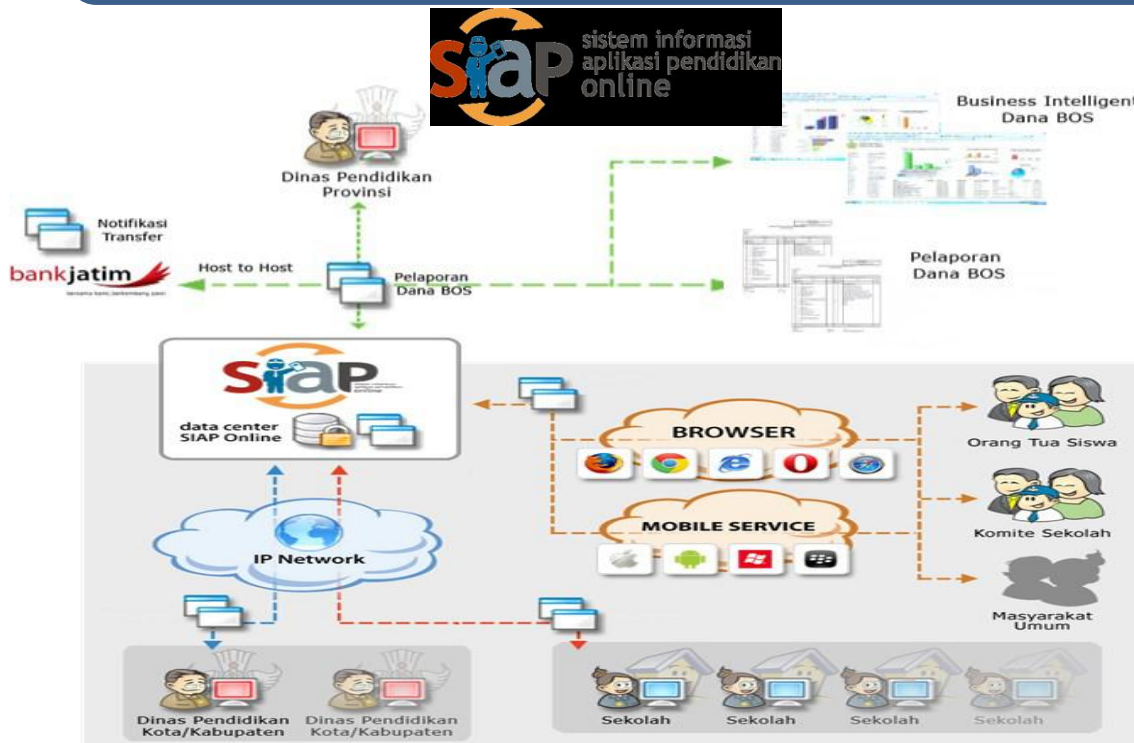 SIAP
sistem informasi
aplikasi pendidikan
online
Business Intelligent
Dana BOS
Dinas Pendidikan
Provinsi
Notifikasi
Transfer
bankjatim
Host to Host
Pelaporan
Dana BOS
Pelaporan
Dana BOS
SIAP
data center
SIAP Online
BROWSER
Orang Tua Siswa
MOBILE SERVICE
Komite Sekolah
IP Network
Masyarakat
Umum
Dinas Pendidikan
Kota/Kabupaten
Dinas Pendidikan
Kota/Kabupaten
Sekolah
Sekolah
Sekolah
Sekolah